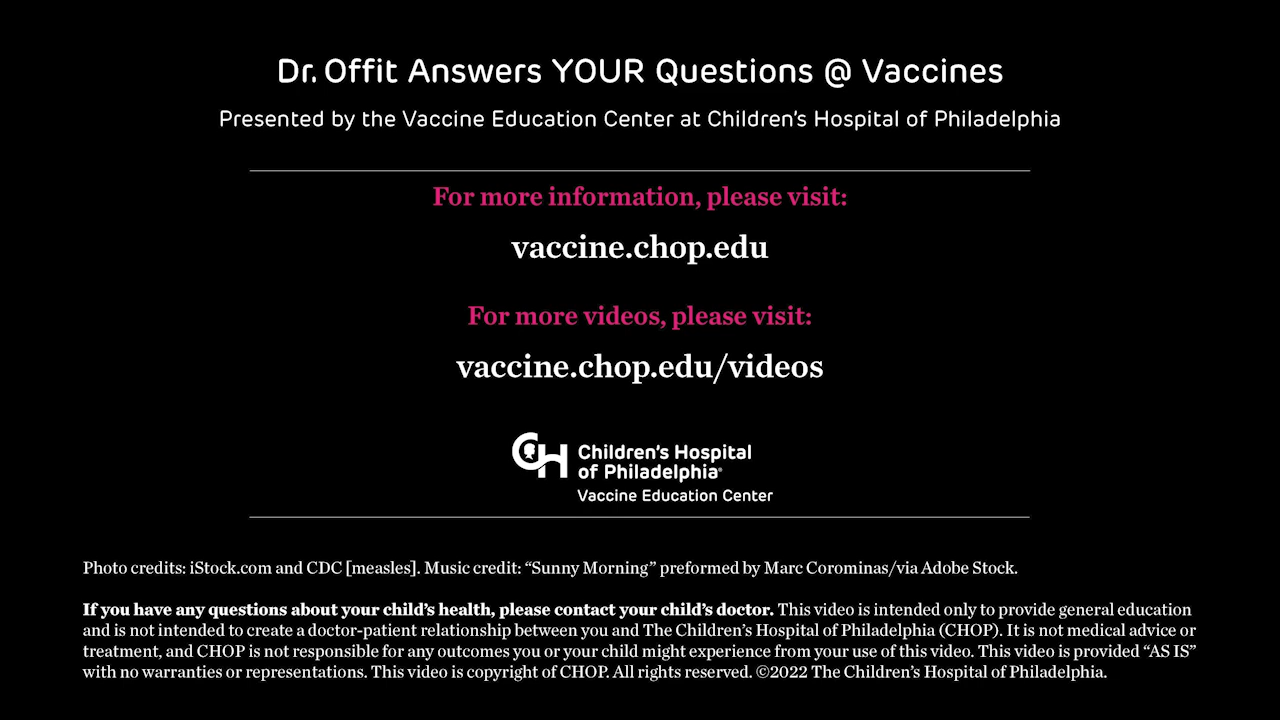 Dr. Offit Answers YOUR Questions @ Vaccines
Presented by the Vaccine Education Center at Children's Hospital of Philadelphia
For more information, please visit:
vaccine.chop.edu
For more videos, please visit:
vaccine.chop.edu/videos
CH
Children's Hospital
of Philadelphia®
Vaccine Education Center
Photo credits: iStock.com and CDC [measles]. Music credit: “Sunny Morning” preformed by Marc Corominas/via Adobe Stock.
If you have any questions about your child’s health, please contact your child’s doctor. This video is intended only to provide general education
and is not intended to create a doctor-patient relationship between you and The Children’s Hospital of Philadelphia (CHOP). It is not medical advice or
treatment, and CHOP is not responsible for any outcomes you or your child might experience from your use of this video. This video is provided “AS IS”
with no warranties or representations. This video is copyright of CHOP. All rights reserved. ©2022 The Children’s Hospital of Philadelphia.